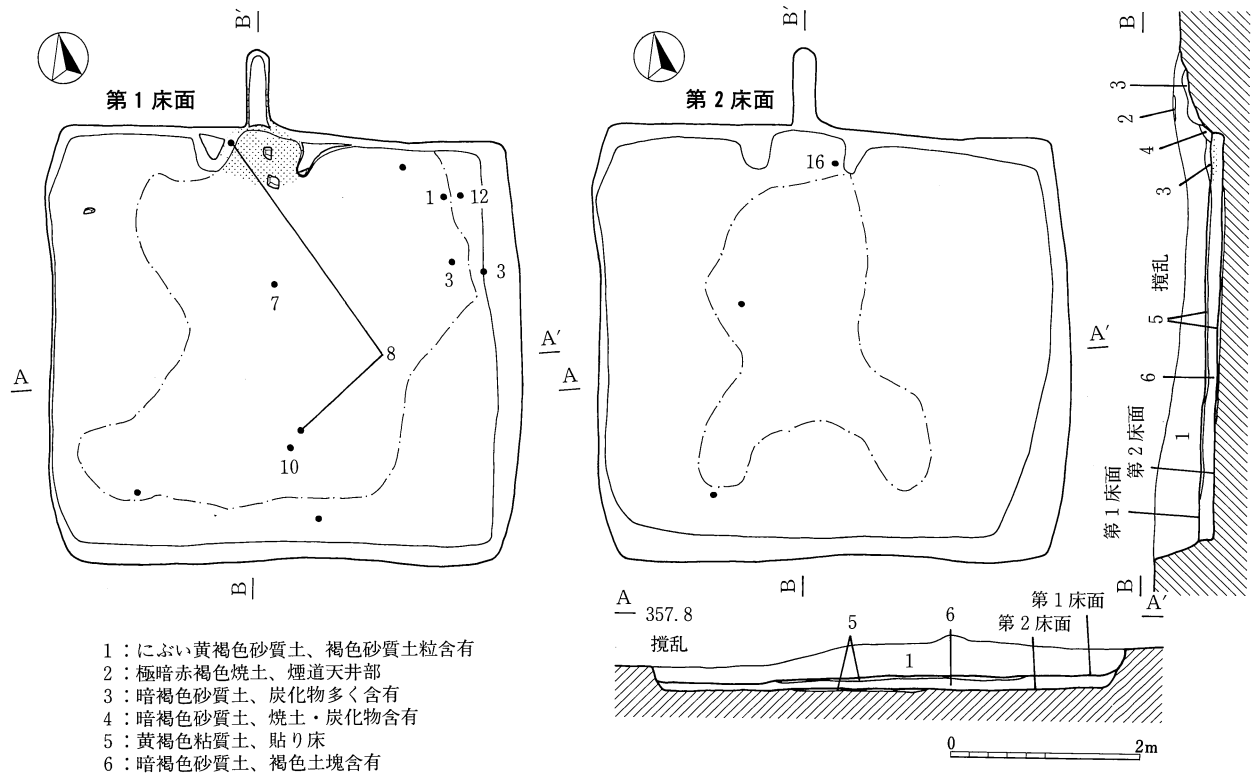 B′
第1床面
1
12
3
3
7
8
10
A
A′
B
B′
第2床面
16
A
A′
B
B
3
2
4
3
撹乱
5
6
1
第2床面
第1床面
B
A
357.8
撹乱
5
6
1
第1床面
第2床面
A′
1：にぶい黄褐色砂質土、褐色砂質土粒含有
2：極暗赤褐色焼土、煙道天井部
3：暗褐色砂質土、炭化物多く含有
4：暗褐色砂質土、焼土・炭化物含有
5：黄褐色粘質土、貼り床
6：暗褐色砂質土、褐色土塊含有
0 2m